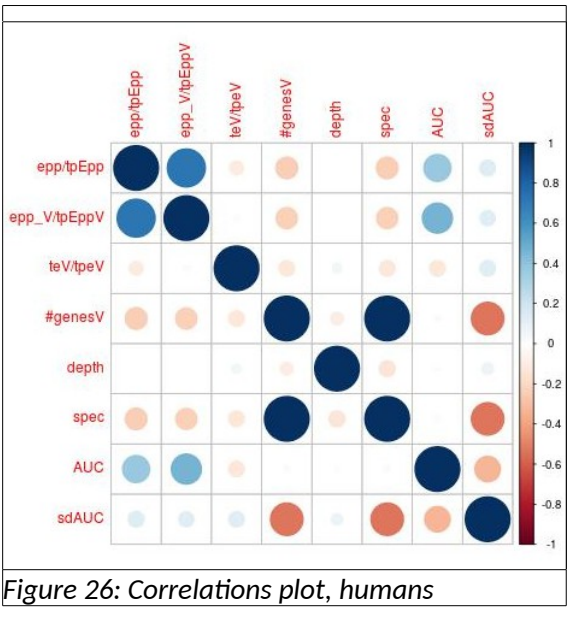 epp/tpEpp
epp_V/tpEppV
teV/tpeV
#genesV
depth
spec
AUC
sdAUC
epp/tpEpp
epp_V/tpEppV
teV/tpeV
#genesV
depth
spec
AUC
sdAUC
1
0.8
0.6
0.4
0.2
0
-0.2
-0.4
-0.6
-0.8
-1
Figure 26: Correlations plot, humans